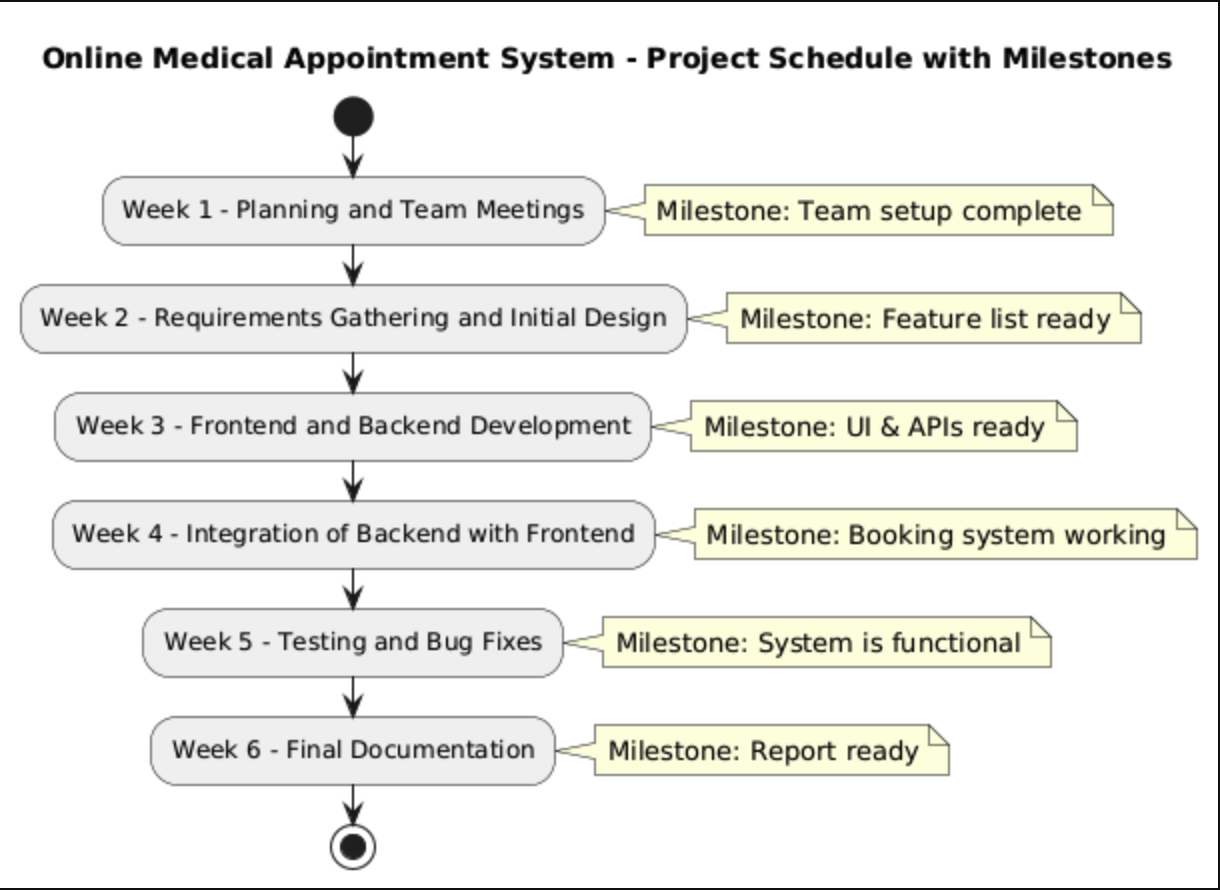 Online Medical Appointment System - Project Schedule with Milestones
Week 1 - Planning and Team Meetings
Milestone: Team setup complete
Week 2 - Requirements Gathering and Initial Design
Milestone: Feature list ready
Week 3 - Frontend and Backend Development
Milestone: UI & APIs ready
Week 4 - Integration of Backend with Frontend
Milestone: Booking system working
Week 5 - Testing and Bug Fixes
Milestone: System is functional
Week 6 - Final Documentation
Milestone: Report ready